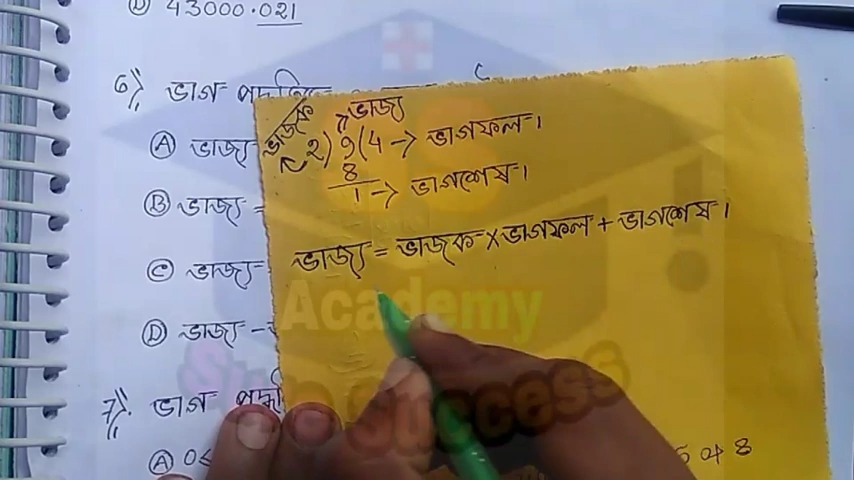 D 43000.021
6) ভাগ পদ্ধতিতে
A ভাজ্য
B ভাজ্য =
C ভাজ্য
D ভাজ্য -
7) ভাগ পদ্ধ
A
ভাজক
ভাজ্য
2) 9 (4 → ভাগফল।
8
1 → ভাগশেষ।
ভাজ্য = ভাজক × ভাগফল + ভাগশেষ।
Academy
Success